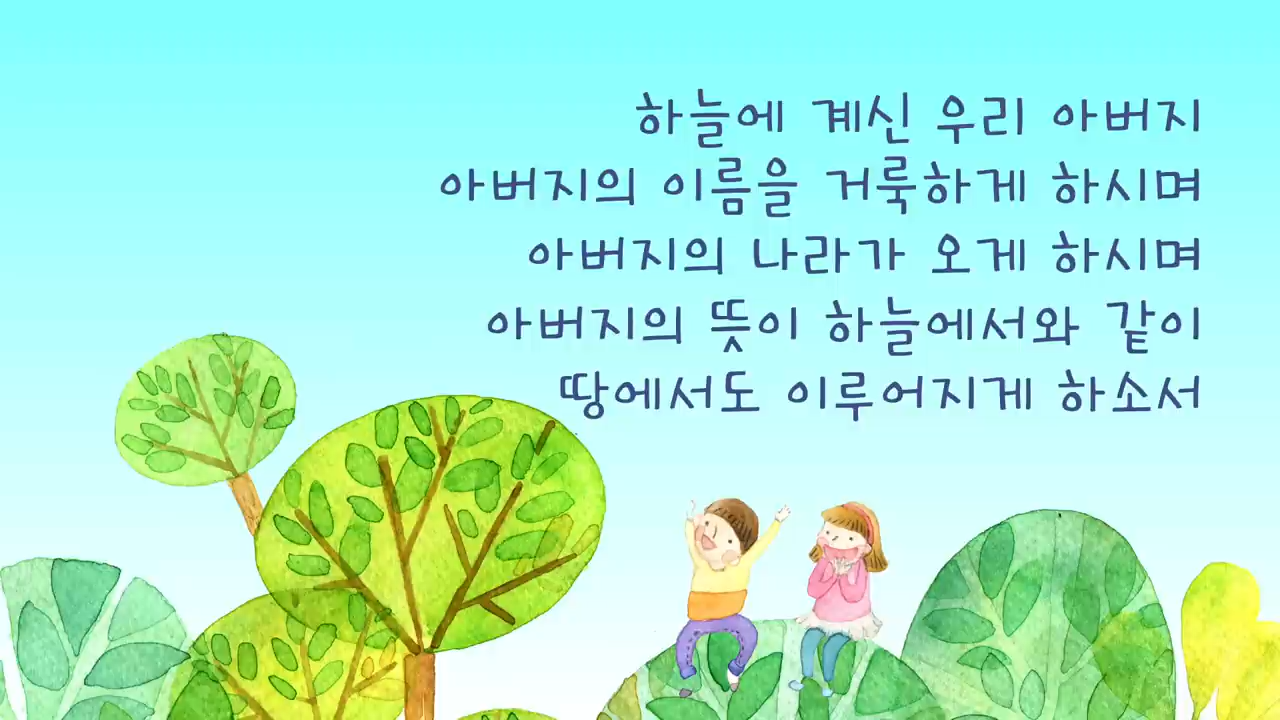 하늘에 계신 우리 아버지
아버지의 이름을 거룩하게 하시며
아버지의 나라가 오게 하시며
아버지의 뜻이 하늘에서와 같이
땅에서도 이루어지게 하소서